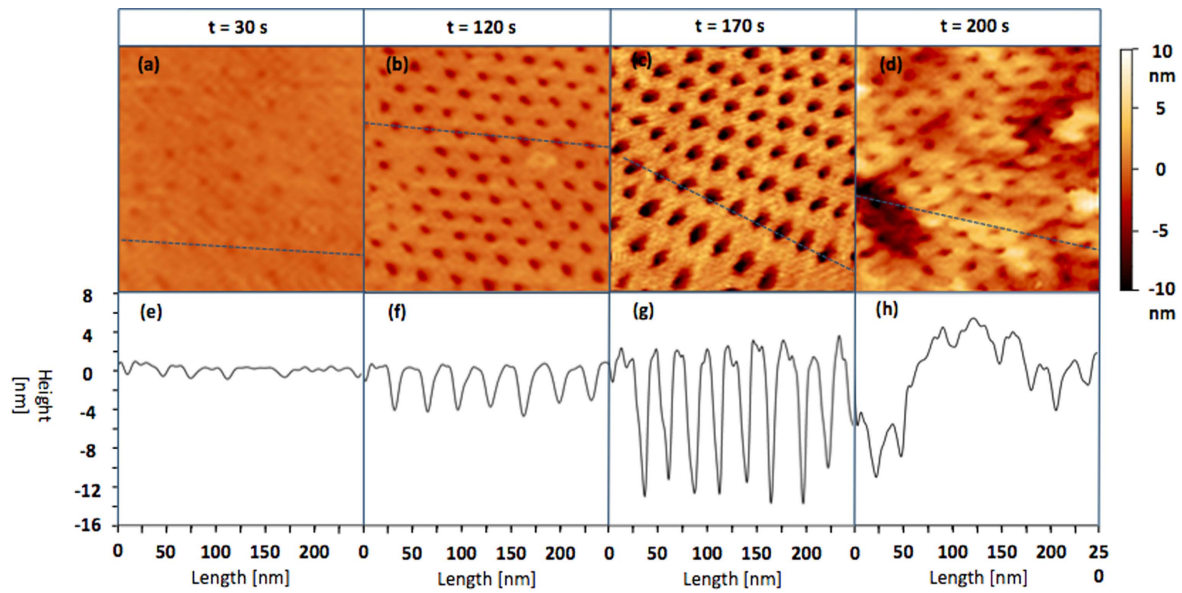 t = 30 s t = 120 s t = 170 s t = 200 s
(a) (b) (c) (d)
10
nm
5
0
-5
-10
nm
(e) (f) (g) (h)
8
4
0
-4
-8
-12
-16
Height
[nm]
0 50 100 150 200 0 50 100 150 200 0 50 100 150 200 0 50 100 150 200 25
0
Length [nm] Length [nm] Length [nm] Length [nm]